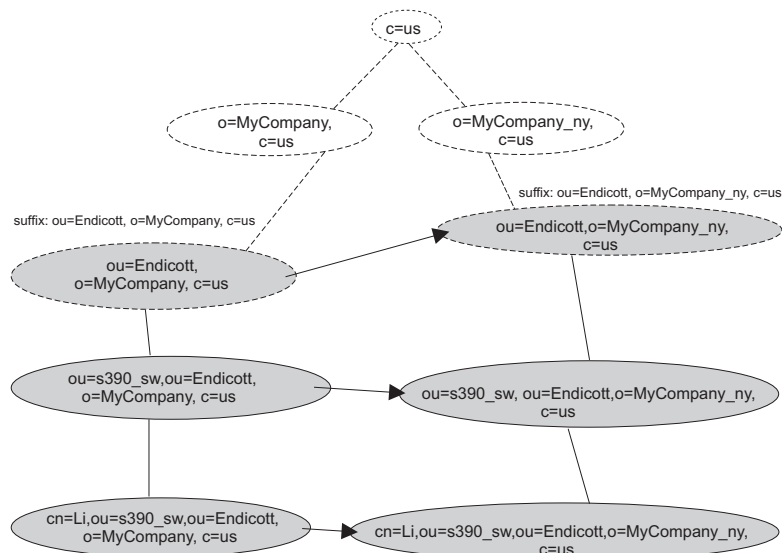 c=us
o=MyCompany,
c=us
o=MyCompany_ny,
c=us
suffix: ou=Endicott, o=MyCompany_ny, c=us
suffix: ou=Endicott, o=MyCompany, c=us
ou=Endicott,o=MyCompany_ny,
c=us
ou=Endicott,
o=MyCompany, c=us
ou=s390_sw,ou=Endicott,
o=MyCompany, c=us
ou=s390_sw, ou=Endicott,o=MyCompany_ny,
c=us
cn=Li,ou=s390_sw,ou=Endicott,
o=MyCompany, c=us
cn=Li,ou=s390_sw,ou=Endicott,o=MyCompany_ny,
c=us